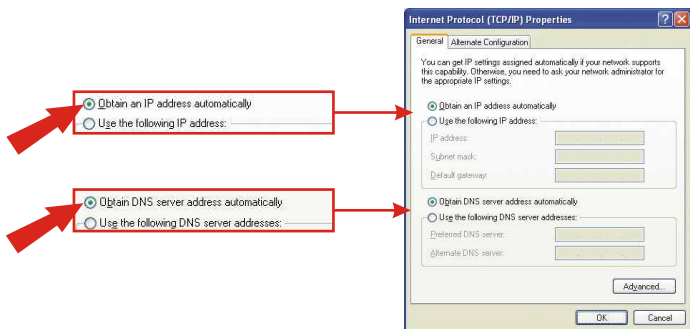 Obtain an IP address automatically
Use the following IP address:
Obtain DNS server address automatically
Use the following DNS server addresses:
Internet Protocol (TCP/IP) Properties
General
Alternate Configuration
You can get IP settings assigned automatically if your network supports
this capability. Otherwise, you need to ask your network administrator for
the appropriate IP settings.
Obtain an IP address automatically
Use the following IP address:
IP address:
Subnet mask:
Default gateway:
Obtain DNS server address automatically
Use the following DNS server addresses:
Preferred DNS server:
Alternate DNS server:
Advanced...
OK
Cancel